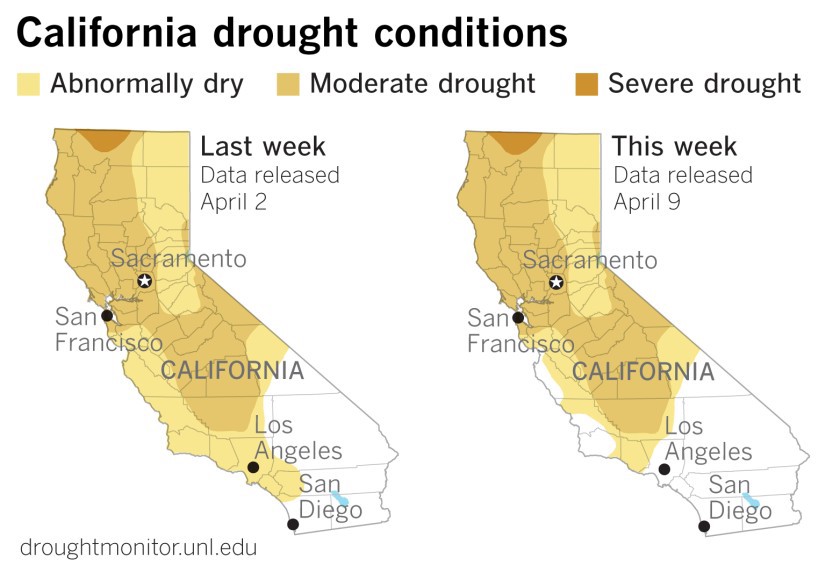 California drought conditions
Abnormally dry
Moderate drought
Severe drought
Last week
Data released
April 2
Sacramento
San
Francisco
CALIFORNIA
Los
Angeles
San
Diego
This week
Data released
April 9
Sacramento
San
Francisco
CALIFORNIA
Los
Angeles
San
Diego
droughtmonitor.unl.edu